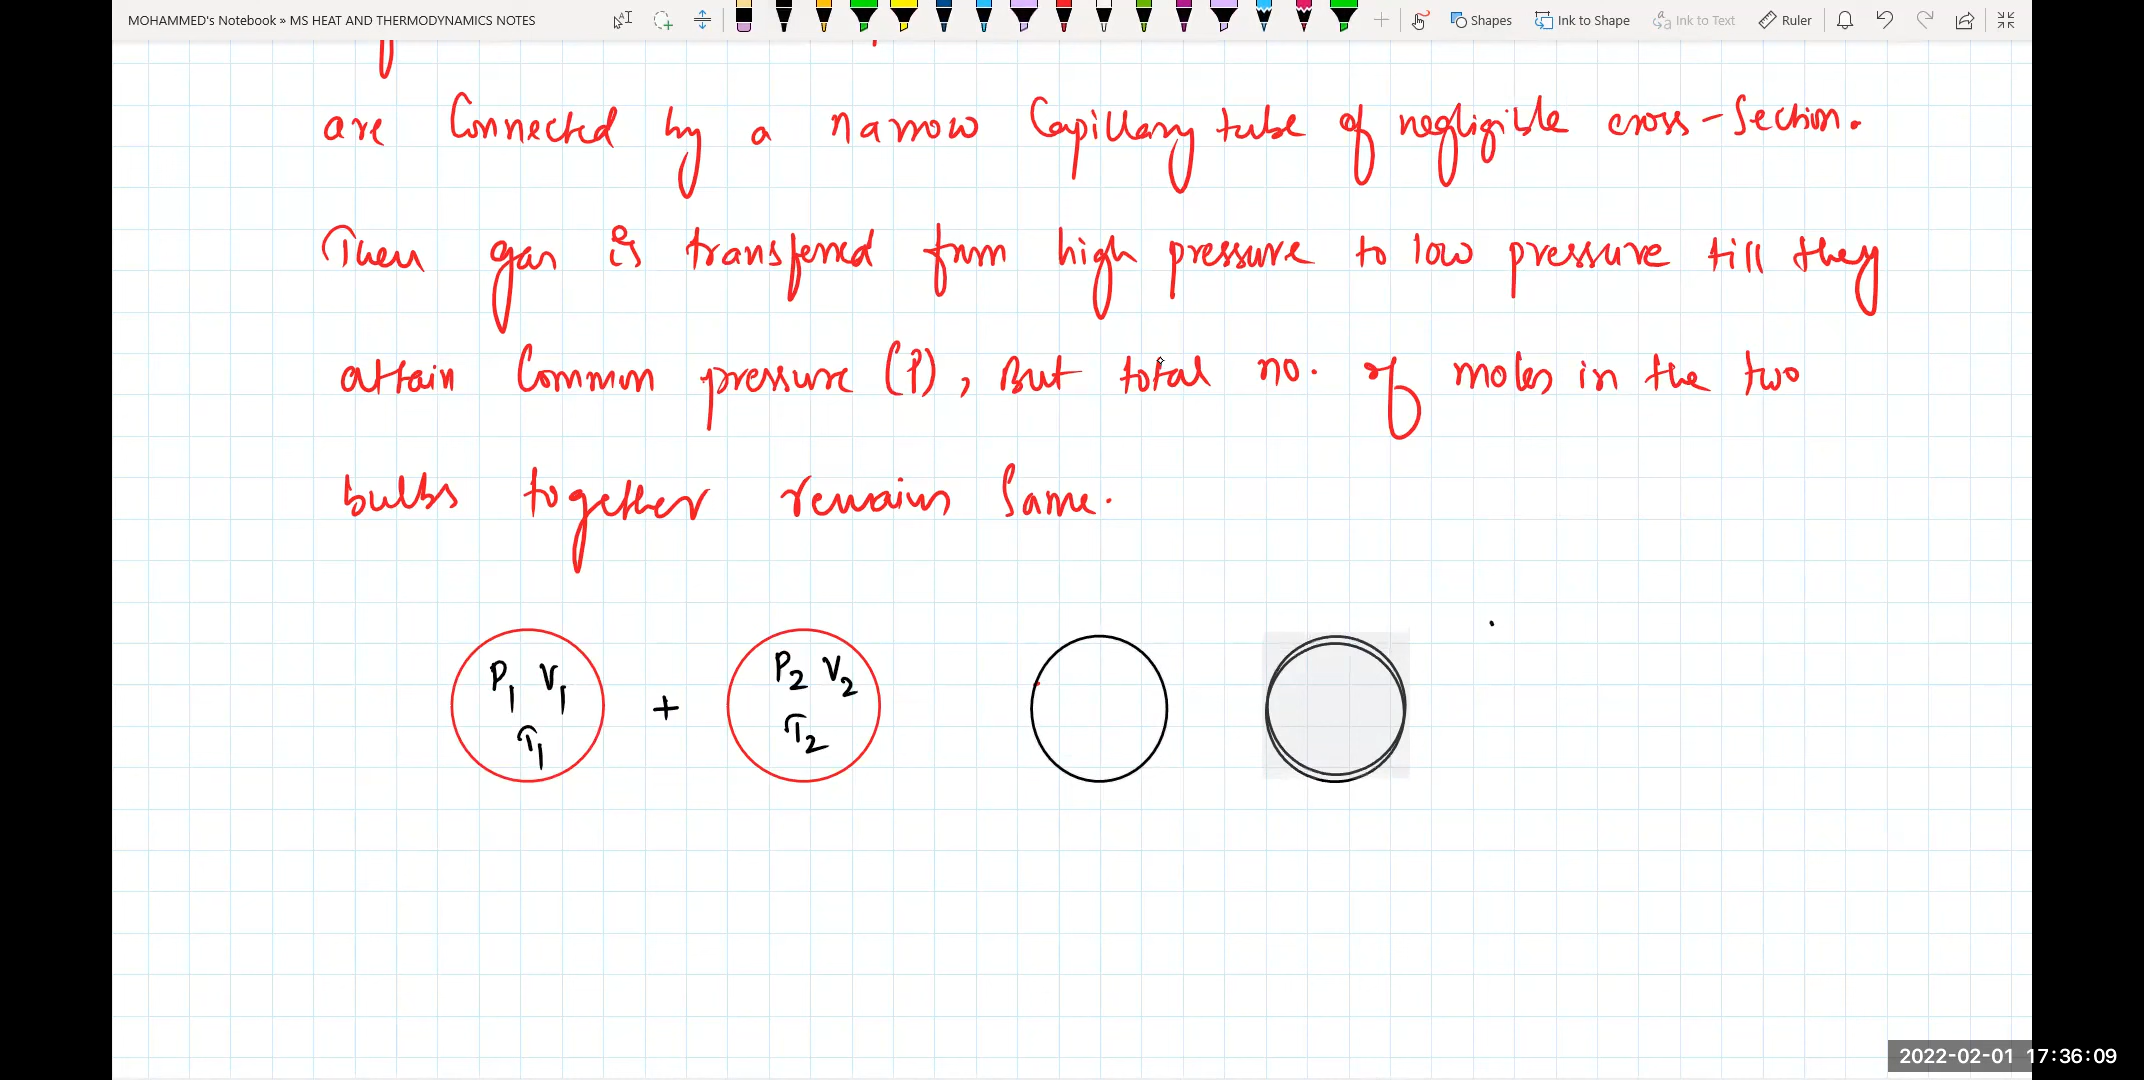 MOHAMMED's Notebook » MS HEAT AND THERMODYNAMICS NOTES
Shapes Ink to Shape Ink to Text Ruler
are Connected by a narrow Capillary tube of negligible cross-Section.
Then gas is transferred from high pressure to low pressure till they
attain Common pressure (P), But total no. of moles in the two
bulbs together remains Same.
P1 V1 + P2 V2
T1 T2
2022-02-01 17:36:09